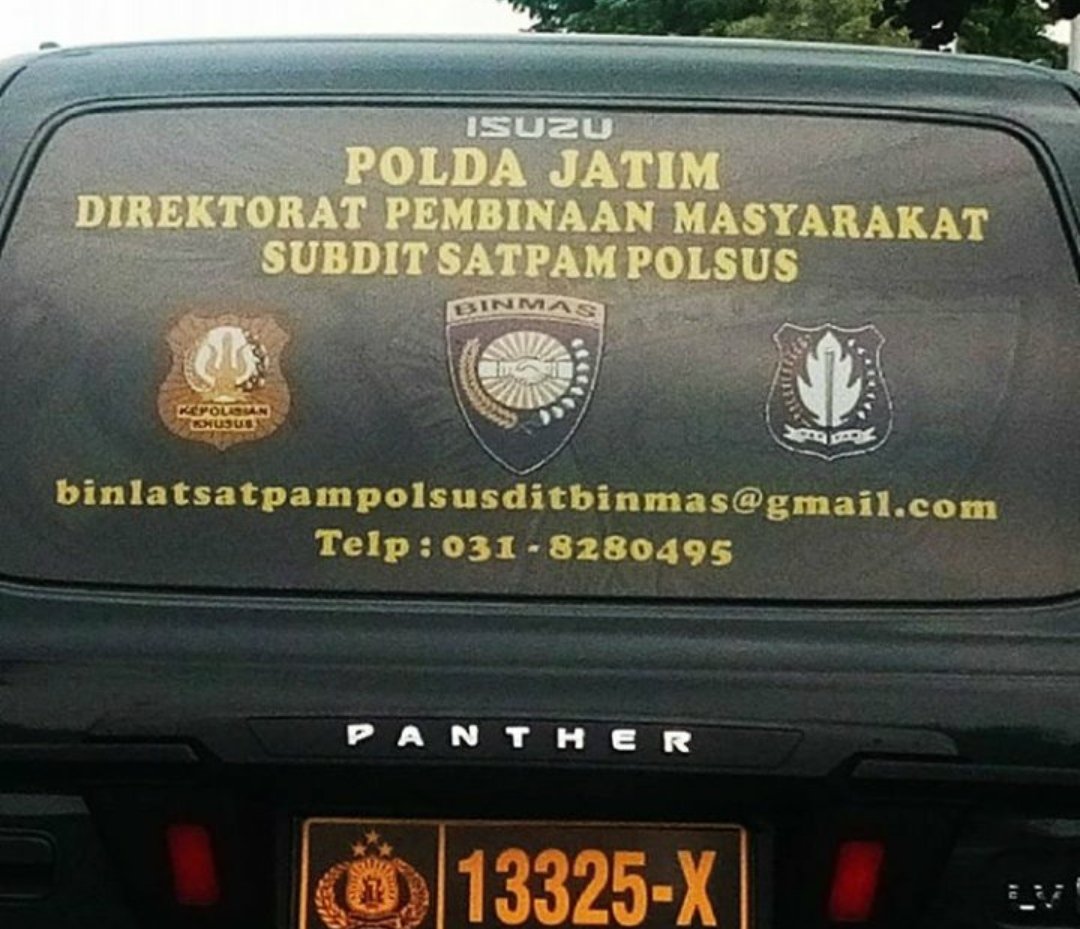 ISUZU
POLDA JATIM
DIREKTORAT PEMBINAAN MASYARAKAT
SUBDIT SATPAM POLSUS
BINMAS
KEPOLISIAN
KHUSUS
binlatsatpampolsusditbinmas@gmail.com
Telp : 031 - 8280495
PANTHER
13325-X
LV